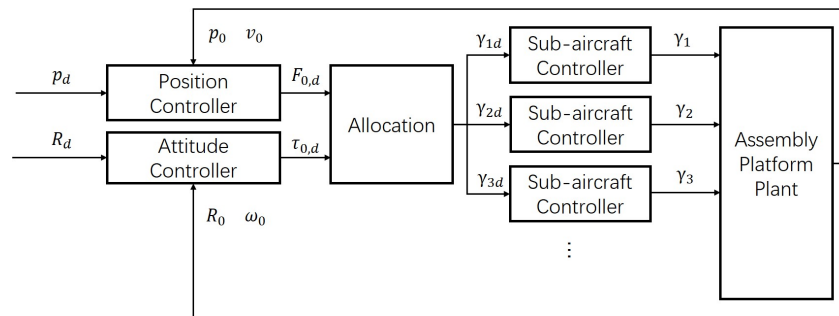 p₀ v₀
p_d
Position
Controller
F₀,d
R_d
Attitude
Controller
τ₀,d
R₀ ω₀
Allocation
γ₁d
Sub-aircraft
Controller
γ₁
γ₂d
Sub-aircraft
Controller
γ₂
γ₃d
Sub-aircraft
Controller
γ₃
⋮
Assembly
Platform
Plant